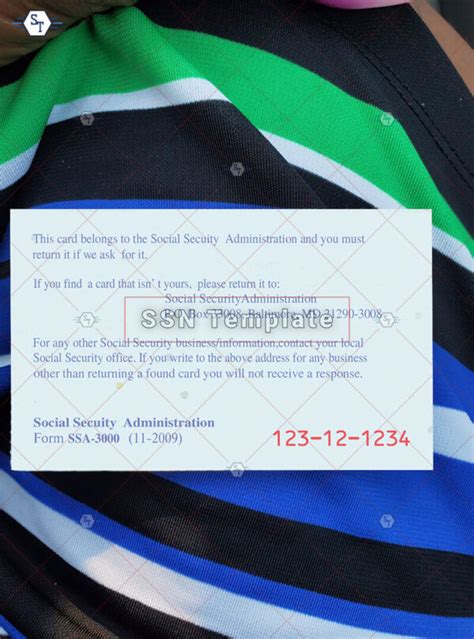 ST
This card belongs to the Social Secuity Administration and you must
return it if we ask for it.
If you find a card that isn' t yours, please return it to:
Social SecurityAdministration
P.O. Box 33008, Baltimore, MD 21290-3008
SSN Template
For any other Social Security business/information,contact your local
Social Security office. If you write to the above address for any business
other than returning a found card you will not receive a response.
Social Secuity Administration
Form SSA-3000 (11-2009)
123-12-1234